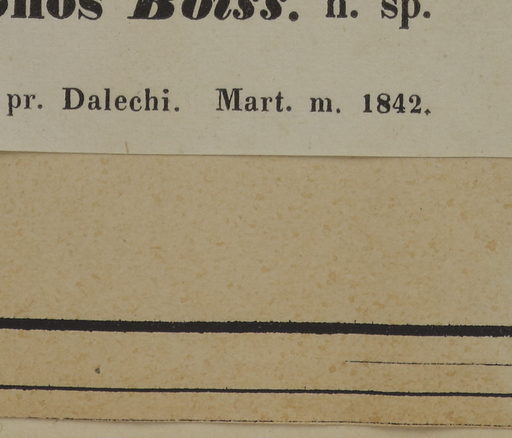 Boiss. n. sp.
pr. Dalechi. Mart. m. 1842.